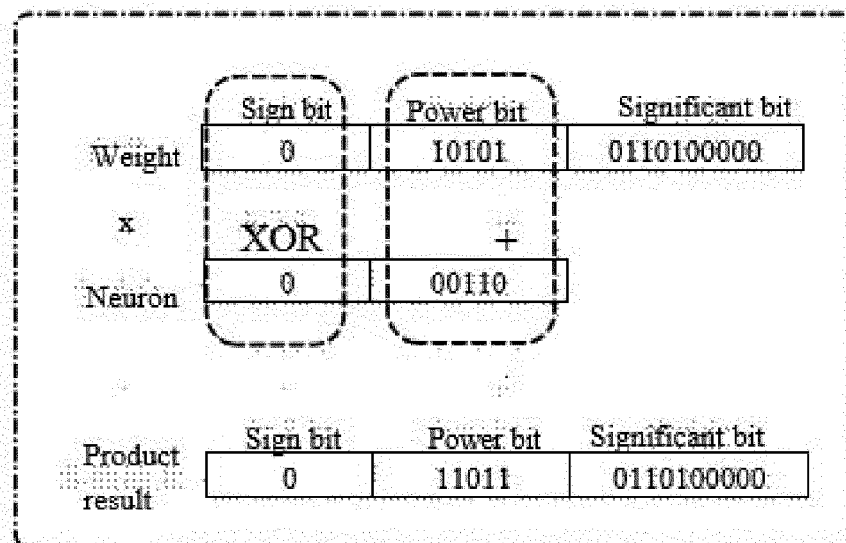 Sign bit Power bit Significant bit
Weight 0 10101 0110100000
x XOR +
Neuron 0 00110
Sign bit Power bit Significant bit
Product result 0 11011 0110100000